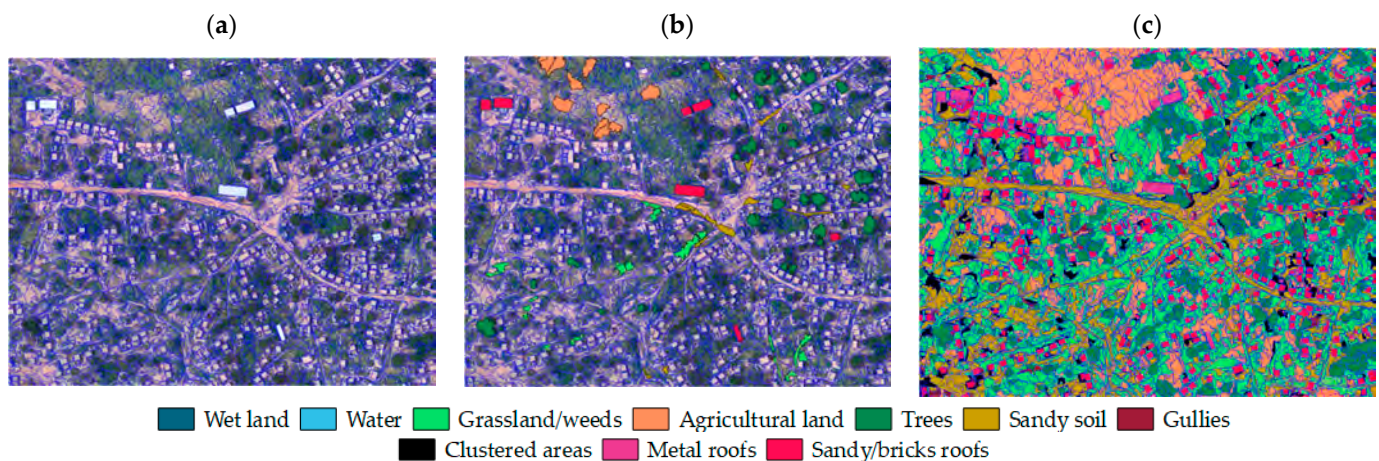 (a) (b) (c)
Wet land Water Grassland/weeds Agricultural land Trees Sandy soil Gullies
Clustered areas Metal roofs Sandy/bricks roofs